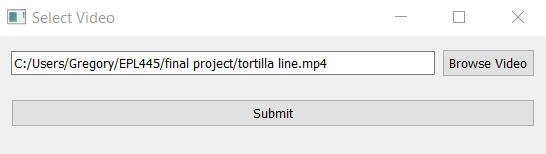 Select Video
C:/Users/Gregory/EPL445/final project/tortilla line.mp4 Browse Video
Submit